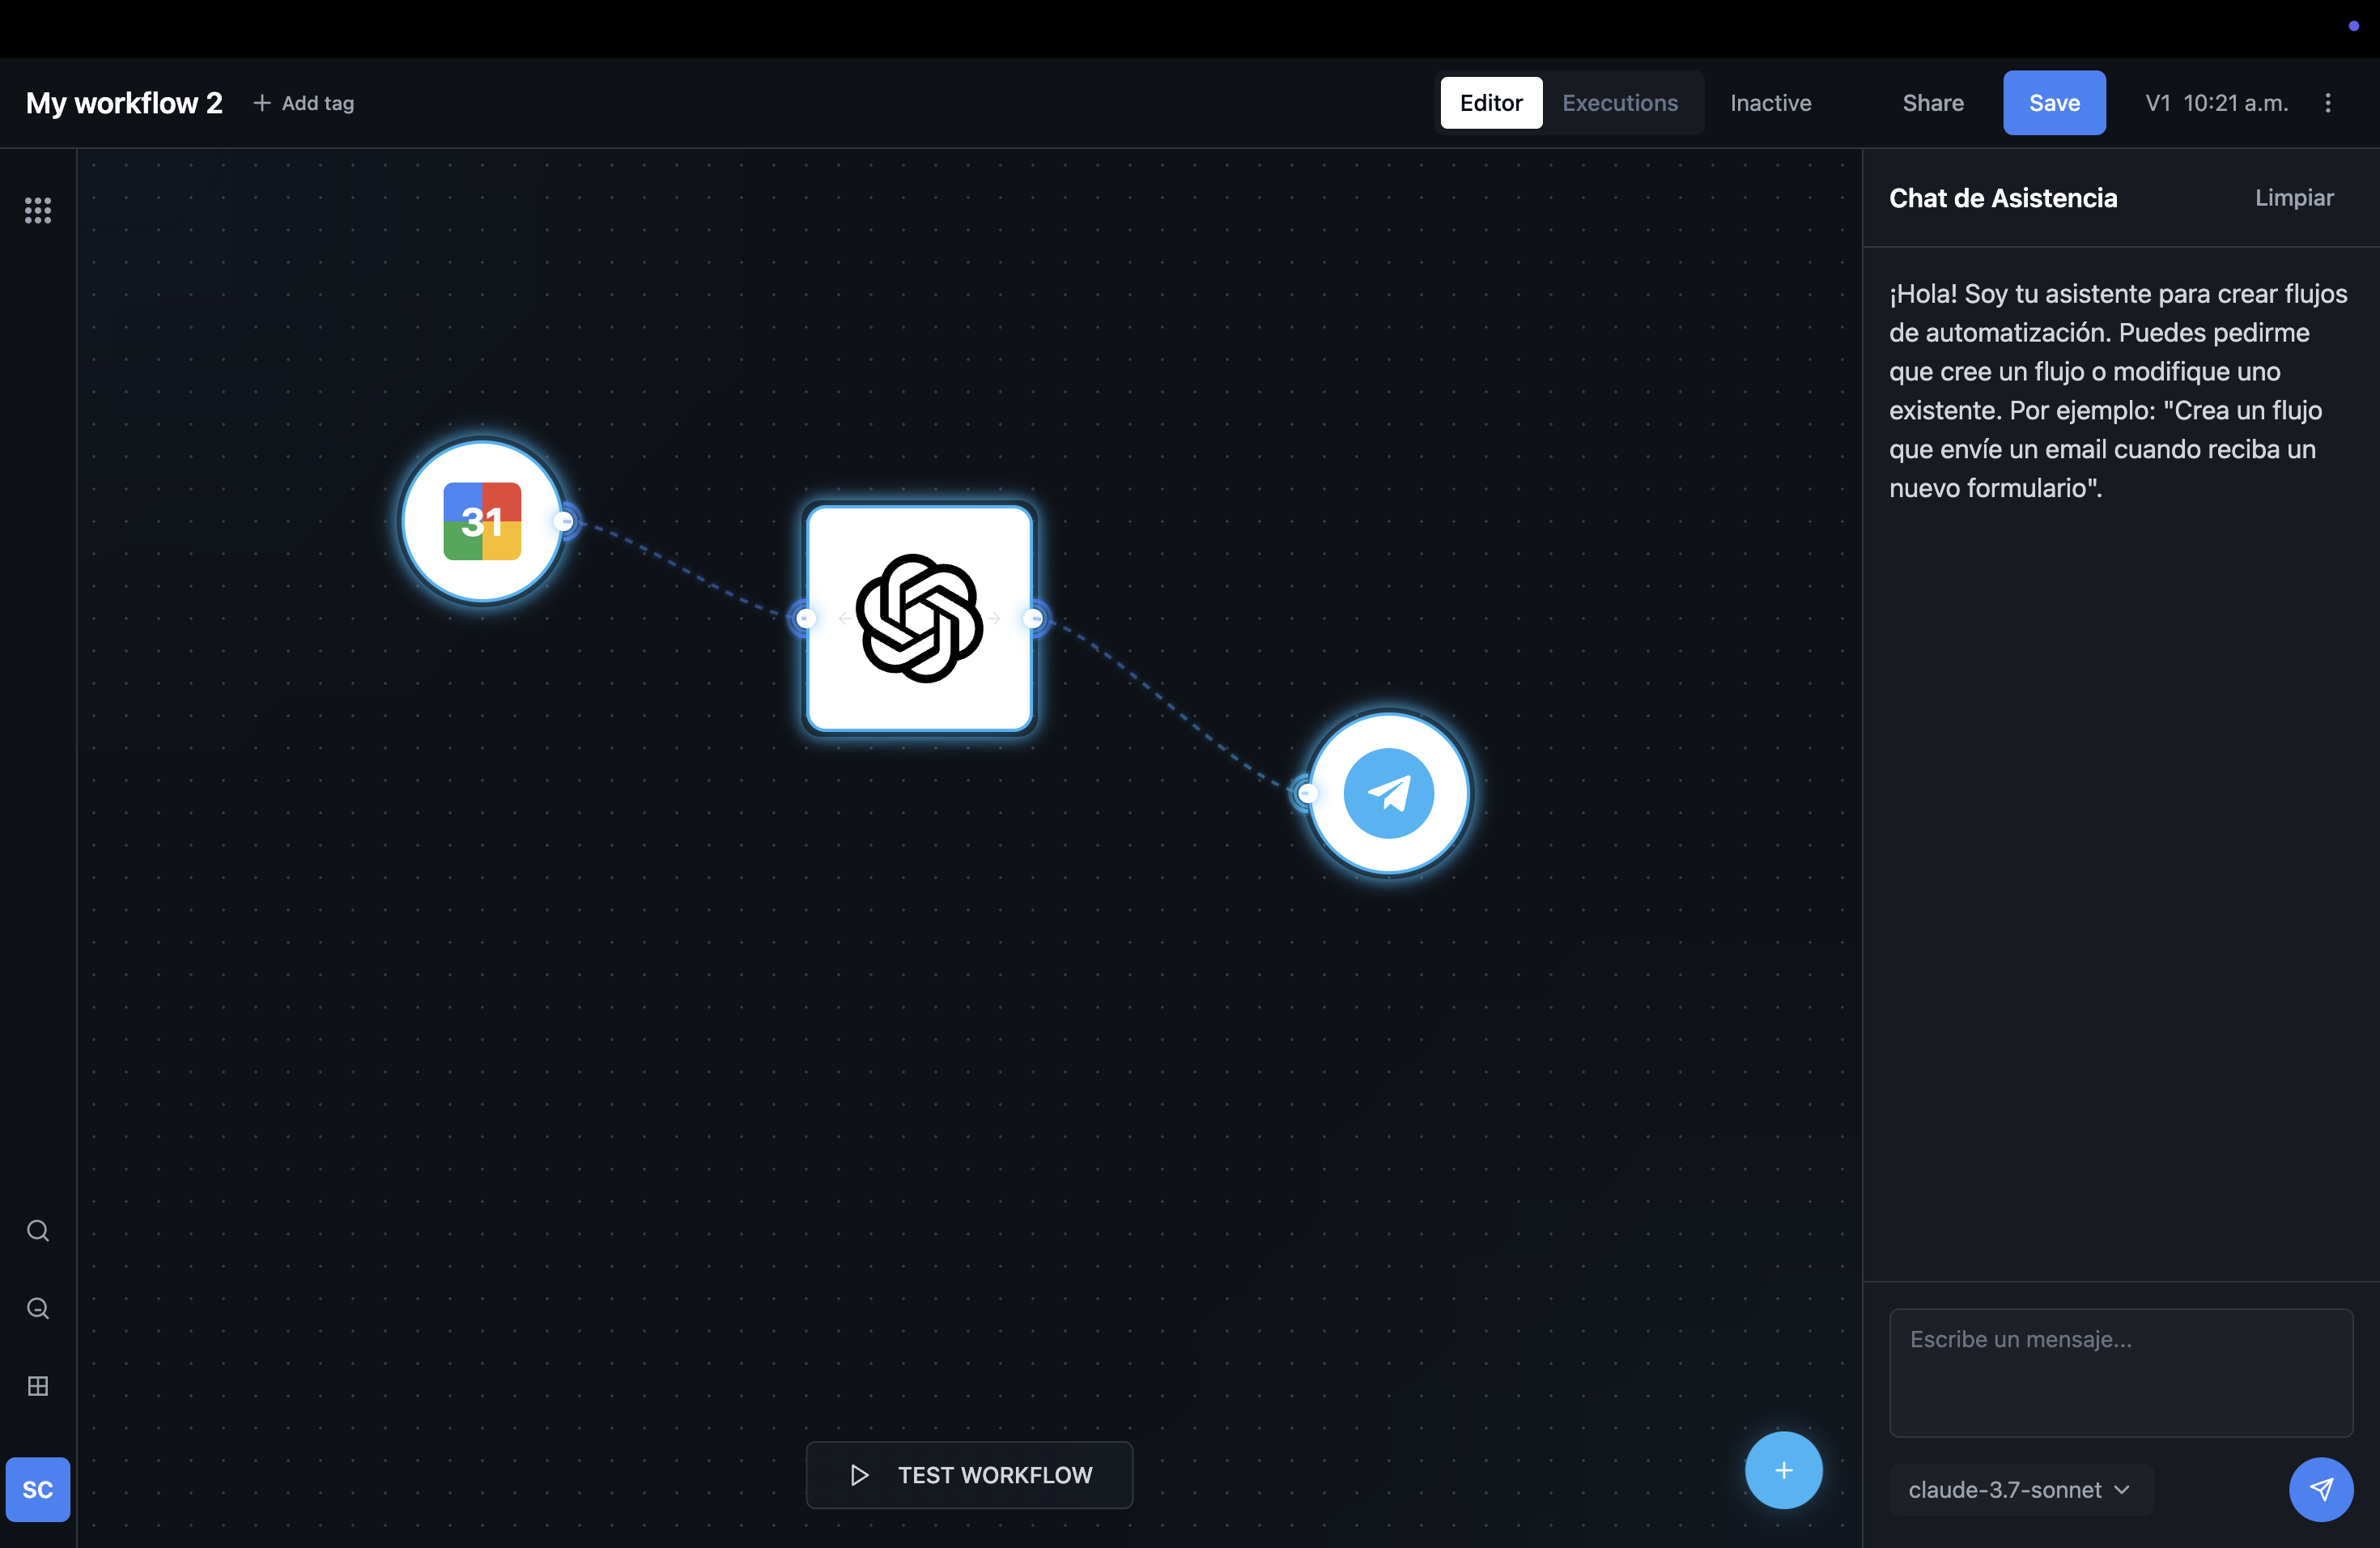 My workflow 2
Add tag
Editor
Executions
Inactive
Share
Save
V1 10:21 a.m.
Chat de Asistencia
Limpiar
¡Hola! Soy tu asistente para crear flujos
de automatización. Puedes pedirme
que cree un flujo o modifique uno
existente. Por ejemplo: "Crea un flujo
que envíe un email cuando reciba un
nuevo formulario".
31
TEST WORKFLOW
Escribe un mensaje...
claude-3.7-sonnet
SC